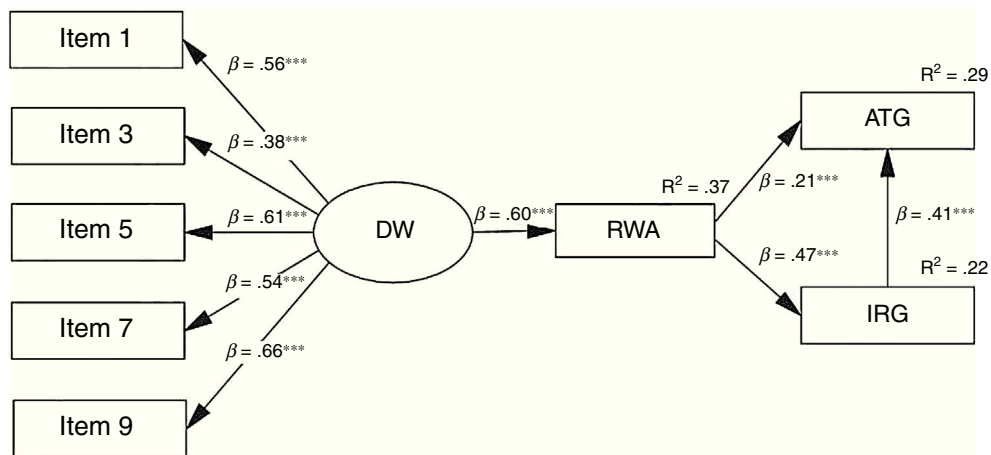 Item 1
β = .56***
R² = .29
ATG
Item 3
β = .38***
R² = .37
β = .21***
Item 5
β = .61***
DW
β = .60***
RWA
β = .41***
β = .47***
R² = .22
Item 7
β = .54***
IRG
β = .66***
Item 9